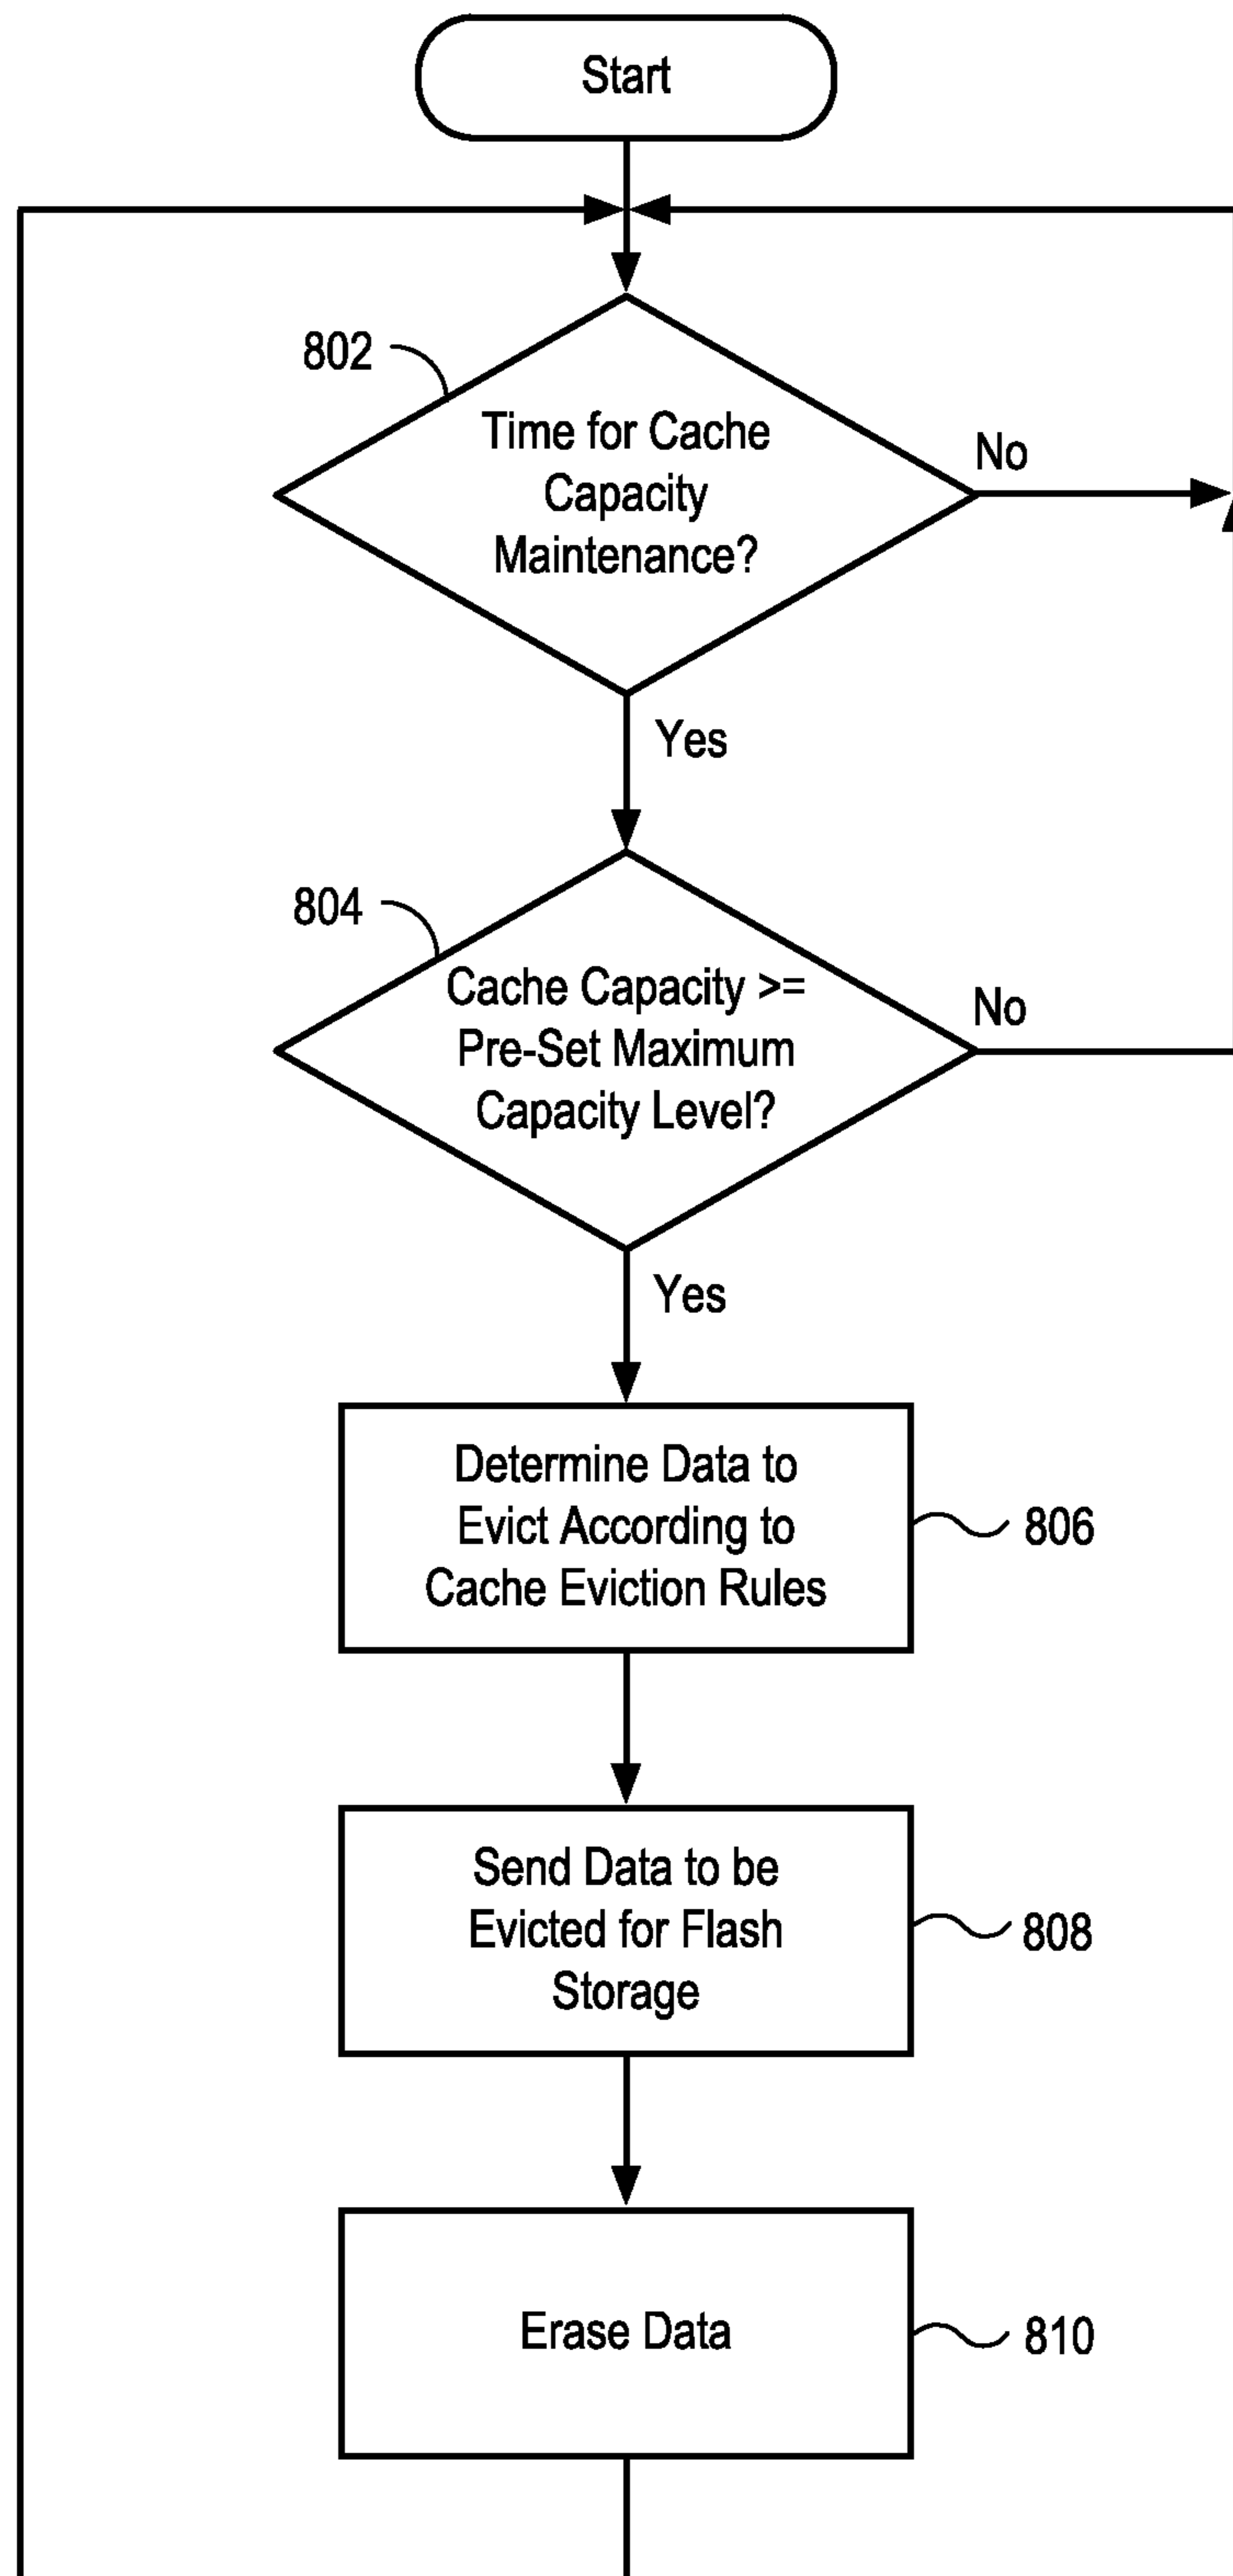 Start
802
Time for Cache
Capacity
Maintenance?
No
Yes
804
Cache Capacity >=
Pre-Set Maximum
Capacity Level?
No
Yes
Determine Data to
Evict According to
Cache Eviction Rules
806
Send Data to be
Evicted for Flash
Storage
808
Erase Data
810